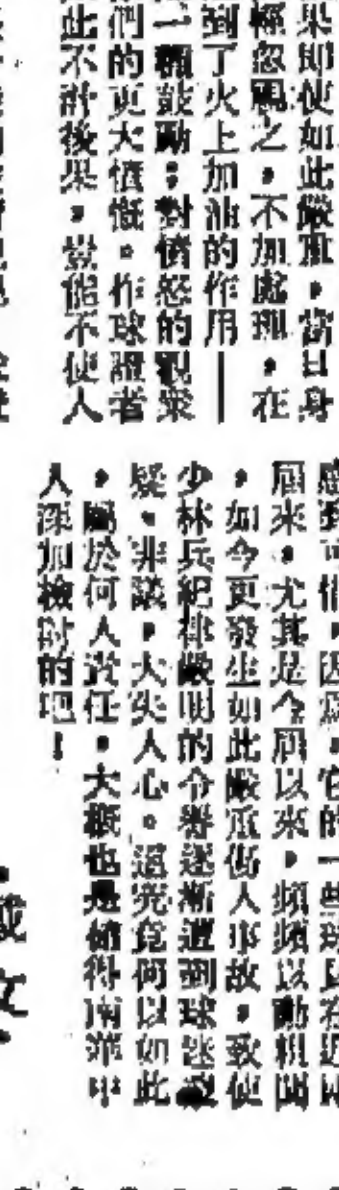 果即使如此嚴重，當日身
輕忽屬之，不加處理，在
到了火上加油的作用——
一種鼓動；對憤怒的觀眾
們的更大憤慨。作球證者
此不計後果，豈能不使人
感到可惜，因為，它的一些球員在近兩
屆來，尤其是今屆以來，頻頻以動粗聞
，如今更發生如此嚴重傷人事故，致使
少林兵紀律嚴明的令譽逐漸遭到球迷懷
疑、非議，大失人心。這究竟何以如此
，屬於何人責任，大概也是值得南華中
人深加檢討的吧！